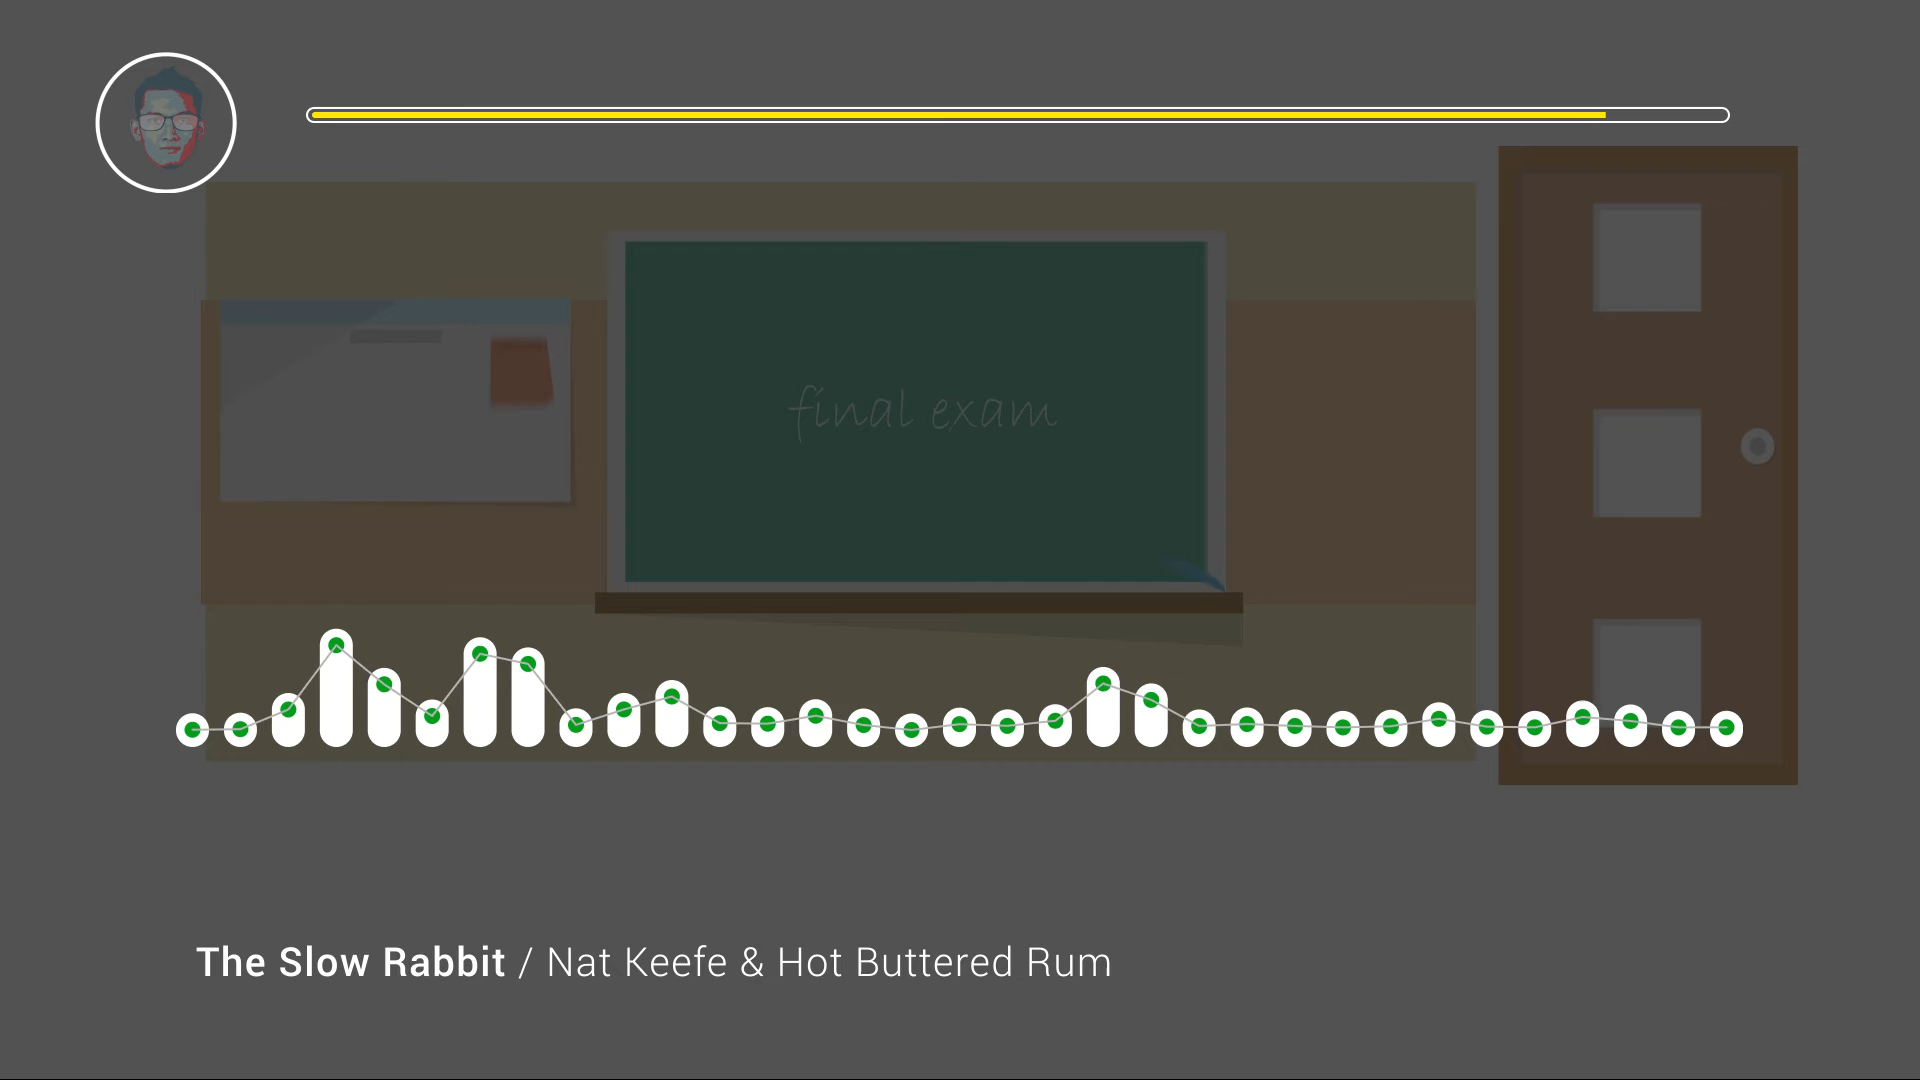 final exam
The Slow Rabbit / Nat Keefe & Hot Buttered Rum